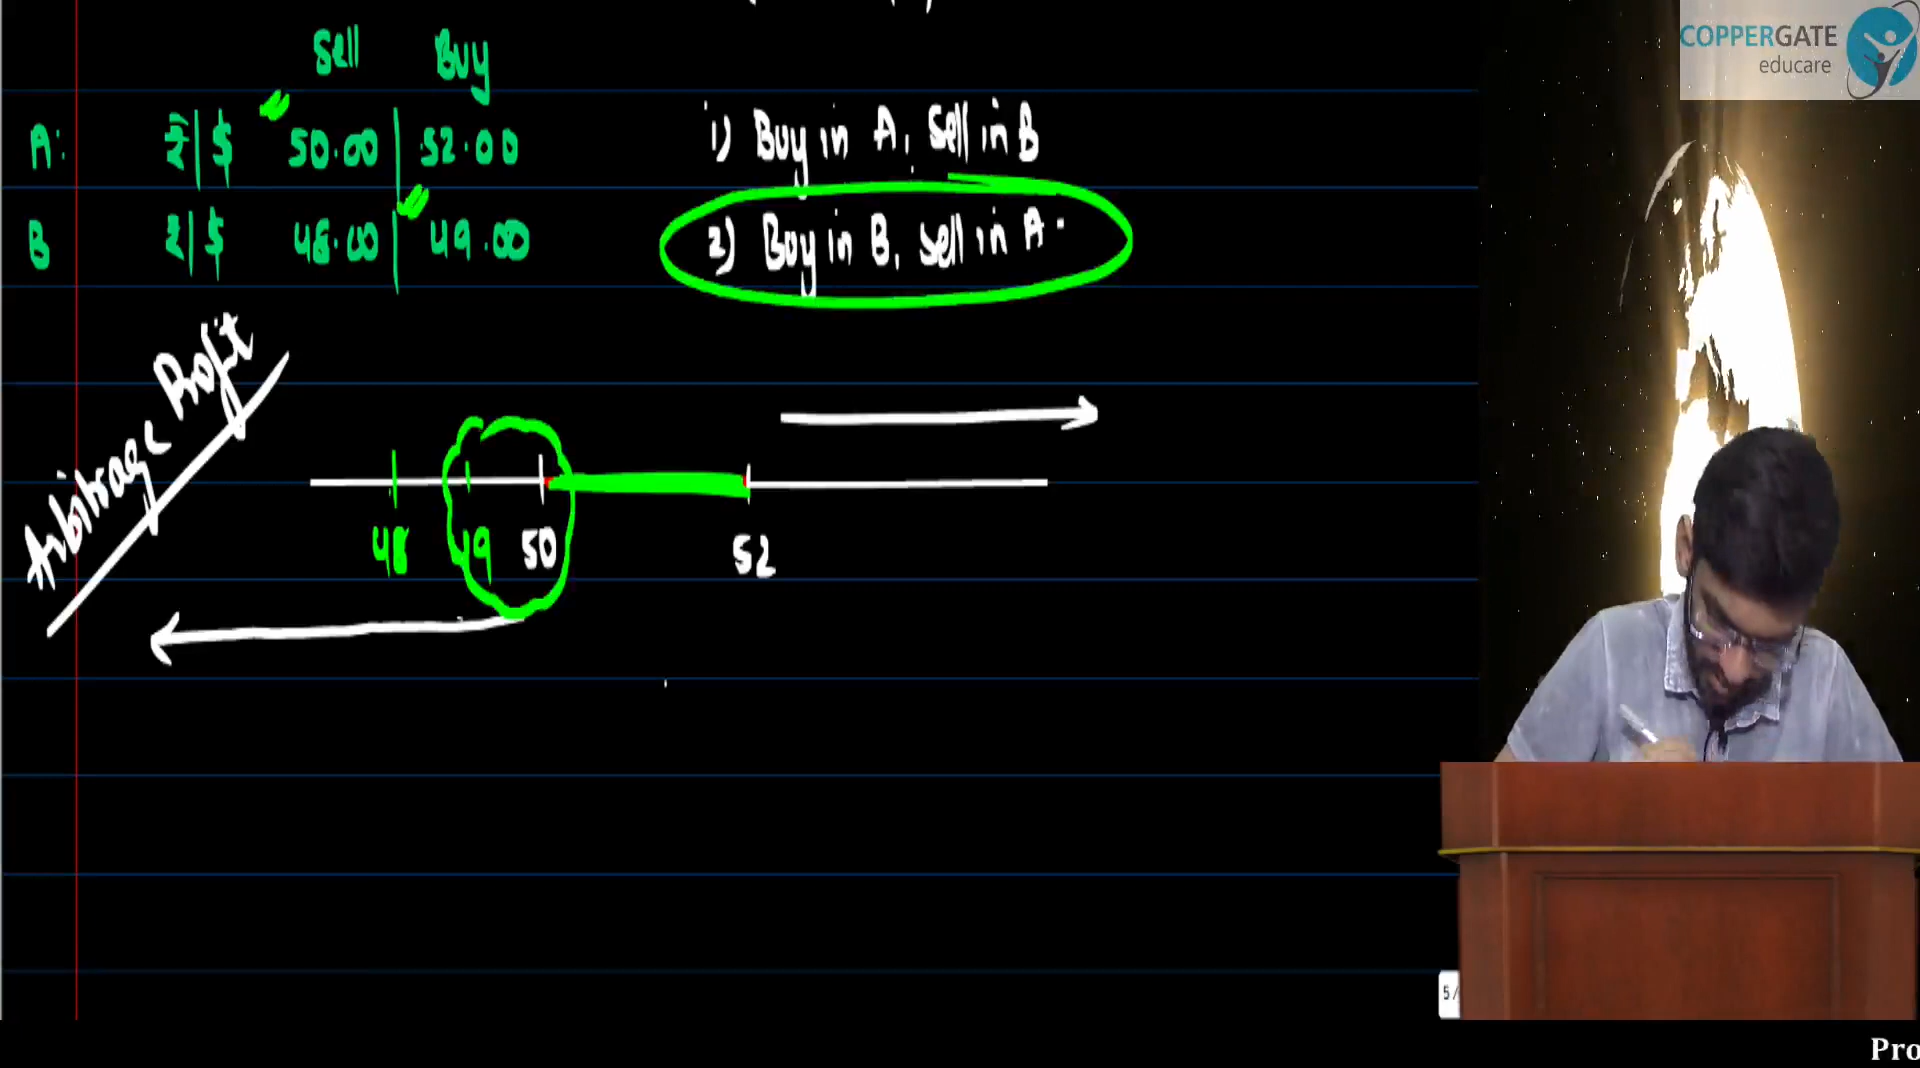 COPPERGATE
educare
Sell Buy
A: ₹|$ 50.00 | 52.00
B ₹|$ 48.00 | 49.00
1) Buy in A, Sell in B
2) Buy in B, Sell in A.
Arbitrage Profit
48 49 50 52
5/
Pro